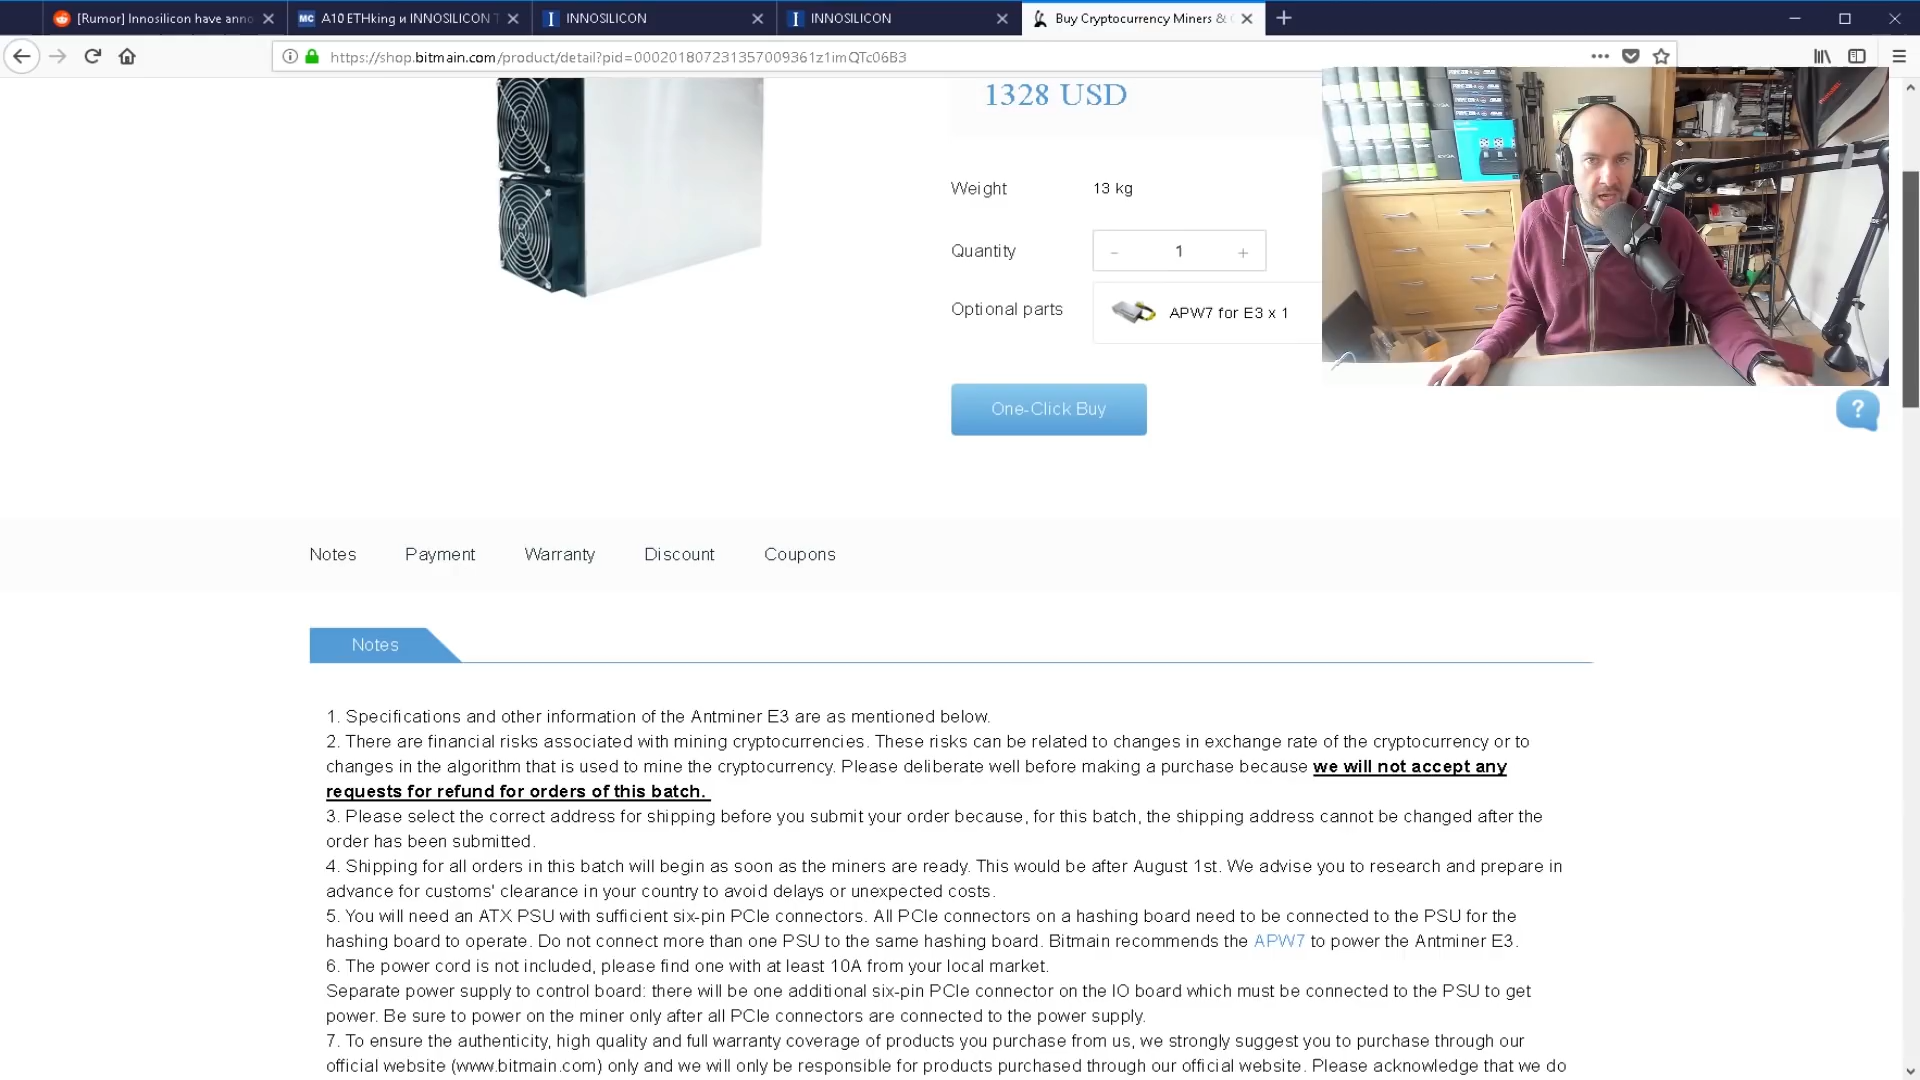 [Rumor] Innosilicon have anno
MC A10 ETHking и INNOSILICON T
INNOSILICON
INNOSILICON
Buy Cryptocurrency Miners &
https://shop.bitmain.com/product/detail?pid=00020180723135700936​1z1imQTc06B3
1328 USD
Weight 13 kg
Quantity - 1 +
Optional parts APW7 for E3 x 1
One-Click Buy
?
Notes Payment Warranty Discount Coupons
Notes
1. Specifications and other information of the Antminer E3 are as mentioned below.
2. There are financial risks associated with mining cryptocurrencies. These risks can be related to changes in exchange rate of the cryptocurrency or to
changes in the algorithm that is used to mine the cryptocurrency. Please deliberate well before making a purchase because we will not accept any
requests for refund for orders of this batch.
3. Please select the correct address for shipping before you submit your order because, for this batch, the shipping address cannot be changed after the
order has been submitted.
4. Shipping for all orders in this batch will begin as soon as the miners are ready. This would be after August 1st. We advise you to research and prepare in
advance for customs' clearance in your country to avoid delays or unexpected costs.
5. You will need an ATX PSU with sufficient six-pin PCIe connectors. All PCIe connectors on a hashing board need to be connected to the PSU for the
hashing board to operate. Do not connect more than one PSU to the same hashing board. Bitmain recommends the APW7 to power the Antminer E3.
6. The power cord is not included, please find one with at least 10A from your local market.
Separate power supply to control board: there will be one additional six-pin PCIe connector on the IO board which must be connected to the PSU to get
power. Be sure to power on the miner only after all PCIe connectors are connected to the power supply.
7. To ensure the authenticity, high quality and full warranty coverage of products you purchase from us, we strongly suggest you to purchase through our
official website (www.bitmain.com) only and we will only be responsible for products purchased through our official website. Please acknowledge that we do